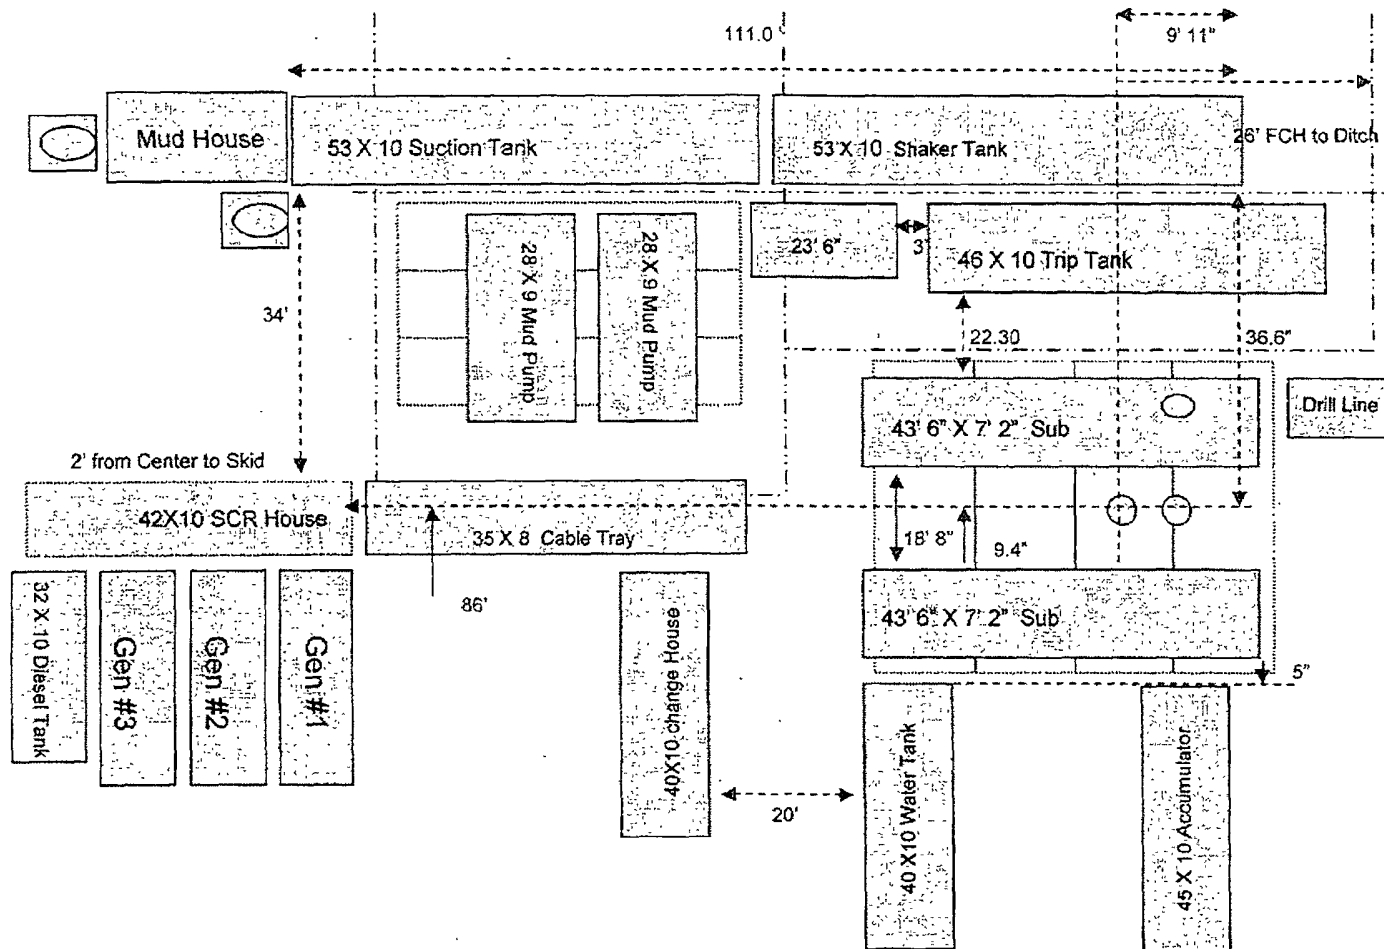 111.0
9' 11"
Mud House
53 X 10 Suction Tank
53 X 10 Shaker Tank
26' FCH to Ditch
28 X 9 Mud Pump
28 X 9 Mud Pump
23' 6"
3'
46 X 10 Trip Tank
34'
22.30
36.6"
43' 6" X 7' 2" Sub
Drill Line
2' from Center to Skid
42X10 SCR House
35 X 8 Cable Tray
18' 8"
9.4"
86'
32 X 10 Diesel Tank
Gen #3
Gen #2
Gen #1
40X10 change House
43' 6" X 7' 2" Sub
5"
20'
40 X10 Water Tank
45 X 10 Accumulator